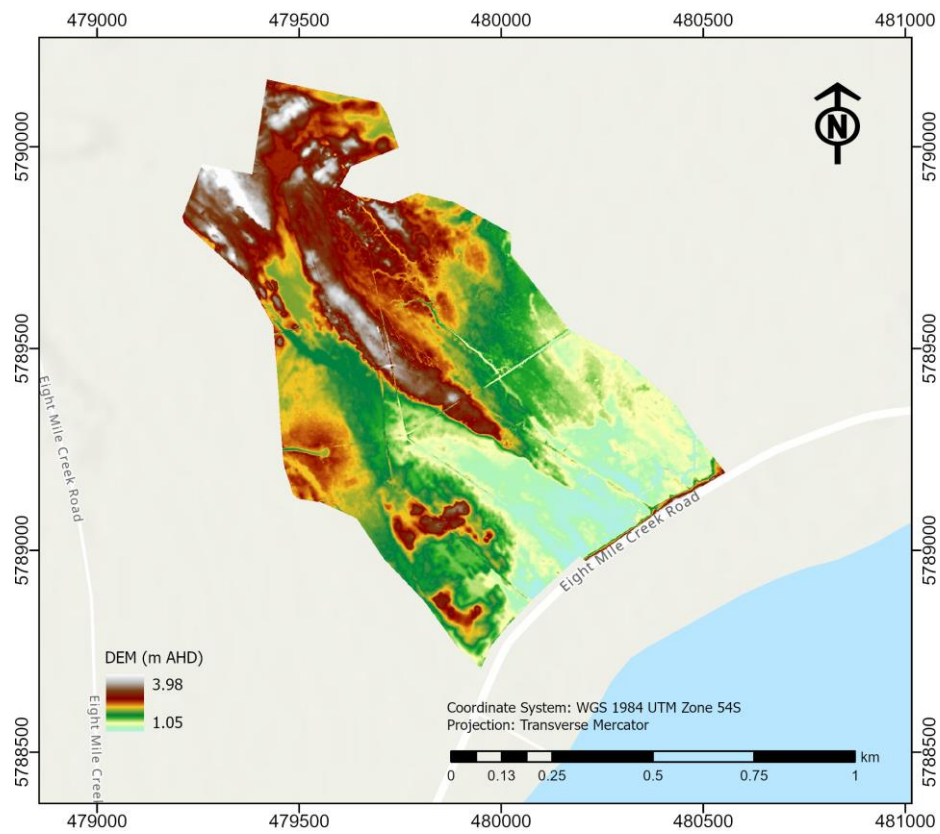 479000 479500 480000 480500 481000
5790000
5790000
N
5789500
5789500
Eight Mile Creek Road
5789000
5789000
Eight Mile Creek Road
DEM (m AHD)
3.98
1.05
Eight Mile Creek
Coordinate System: WGS 1984 UTM Zone 54S
Projection: Transverse Mercator
5788500
5788500
km
0 0.13 0.25 0.5 0.75 1
479000 479500 480000 480500 481000